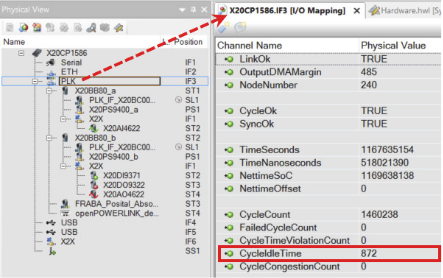 Physical View
Name
Position
X20CP1586
Serial IF1
ETH IF2
PLK IF3
X20BB80_a ST1
PLK_IF_X20BC00... SL1
X20PS9400_a PS1
X2X IF1
X20AI4622 ST2
X20BB80_b ST2
PLK_IF_X20BC00... SL1
X20PS9400_b PS1
X2X IF1
X20DI9371 ST2
X20DO9322 ST3
X20AO4622 ST4
FRABA_Posital_Abso... ST3
openPOWERLINK_de... ST4
USB IF4
USB IF5
X2X IF6
SS1
X20CP1586.IF3 [I/O Mapping] X
Hardware.hwl [Sy
Channel Name Physical Value
LinkOk TRUE
OutputDMAMargin 485
NodeNumber 240
CycleOk TRUE
SyncOk TRUE
TimeSeconds 1167635154
TimeNanoseconds 518021390
NettimeSoC 1169638138
NettimeOffset 0
CycleCount 1460238
FailedCycleCount 0
CycleTimeViolationCount 0
CycleIdleTime 872
CycleCongestionCount 0